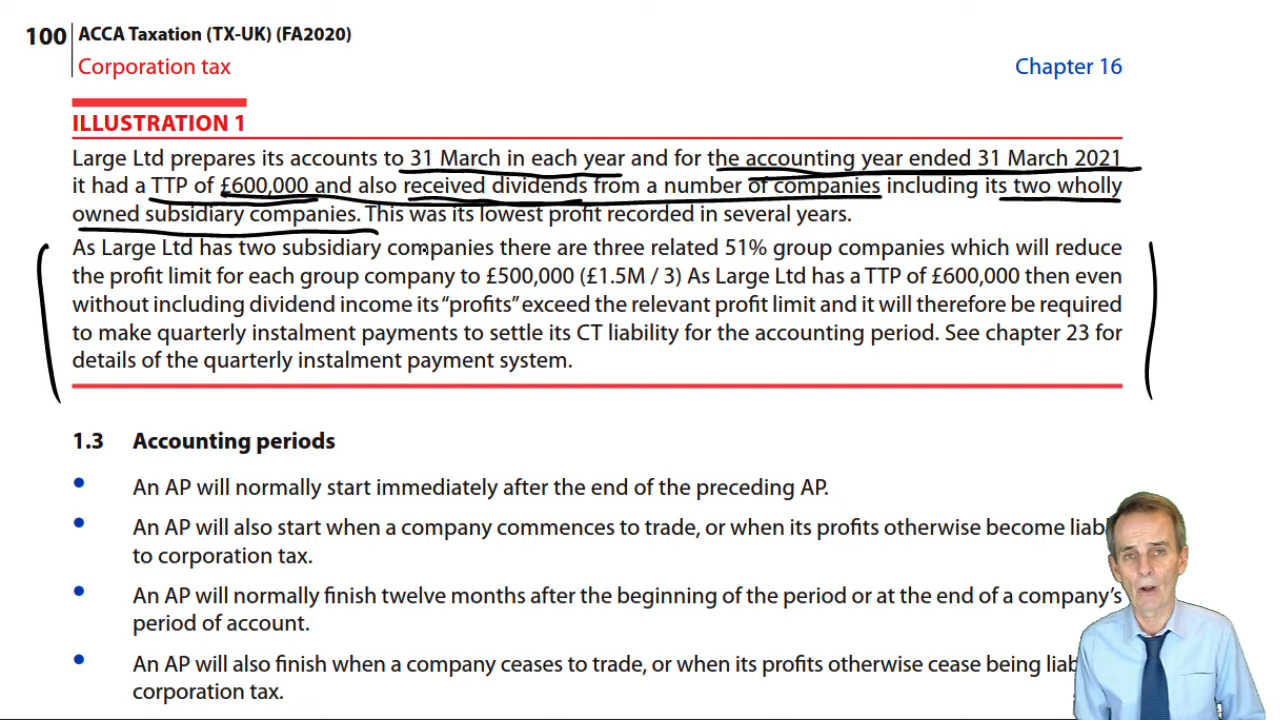 100 ACCA Taxation (TX-UK) (FA2020)
Corporation tax Chapter 16
ILLUSTRATION 1
Large Ltd prepares its accounts to 31 March in each year and for the accounting year ended 31 March 2021
it had a TTP of £600,000 and also received dividends from a number of companies including its two wholly
owned subsidiary companies. This was its lowest profit recorded in several years.
As Large Ltd has two subsidiary companies there are three related 51% group companies which will reduce
the profit limit for each group company to £500,000 (£1.5M / 3) As Large Ltd has a TTP of £600,000 then even
without including dividend income its “profits” exceed the relevant profit limit and it will therefore be required
to make quarterly instalment payments to settle its CT liability for the accounting period. See chapter 23 for
details of the quarterly instalment payment system.
1.3 Accounting periods
• An AP will normally start immediately after the end of the preceding AP.
• An AP will also start when a company commences to trade, or when its profits otherwise become liab
to corporation tax.
• An AP will normally finish twelve months after the beginning of the period or at the end of a company’s
period of account.
• An AP will also finish when a company ceases to trade, or when its profits otherwise cease being liab
corporation tax.